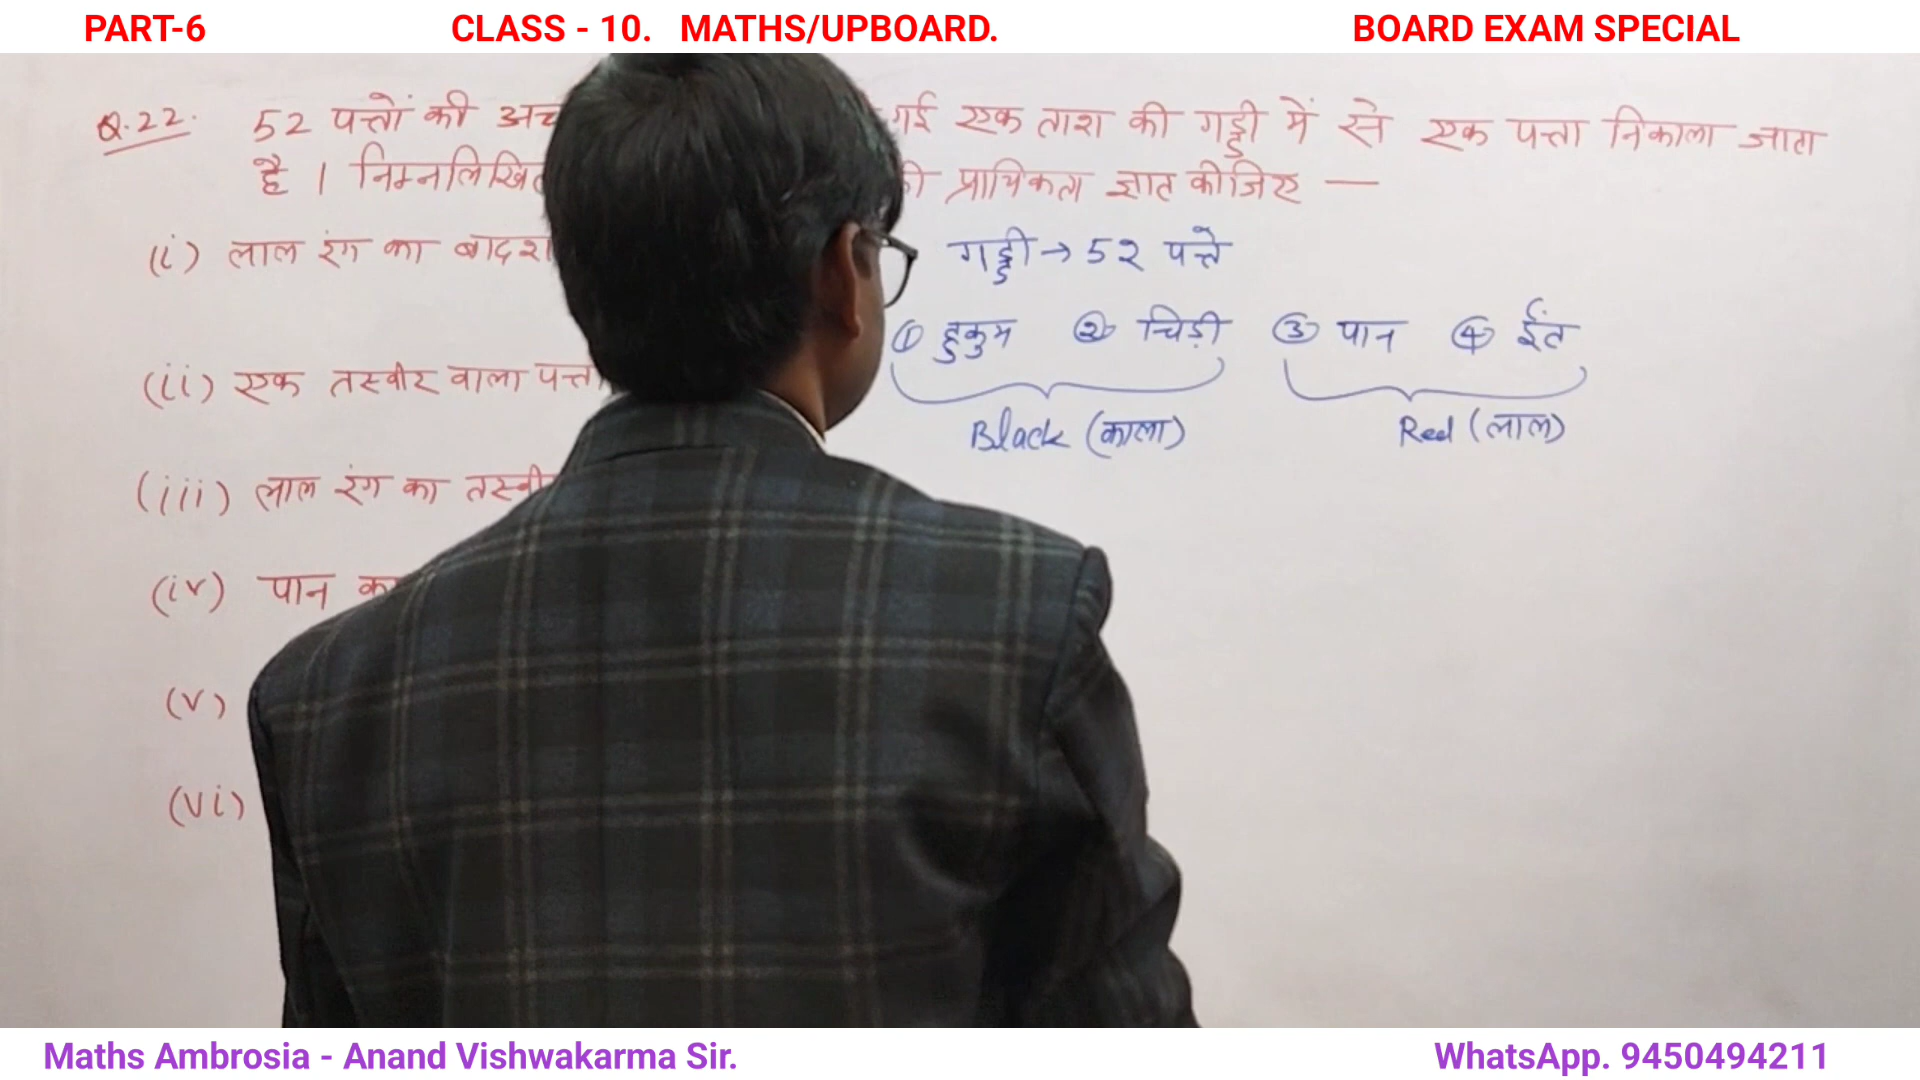 PART-6 CLASS - 10. MATHS/UPBOARD. BOARD EXAM SPECIAL
Q.22. 52 पत्तों की गई एक ताश की गड्डी में से एक पत्ता निकाला जाता
है । प्रायिकता ज्ञात कीजिए —
(i) लाल रंग का
गड्डी → 52 पत्ते
① हुकुम ② चिड़ी ③ पान ④ ईंट
(ii) एक तस्वीर वाला पत्ता
Black (काला) Red (लाल)
(iii) लाल रंग का
(iv) पान
(v)
(vi)
Maths Ambrosia - Anand Vishwakarma Sir. WhatsApp. 9450494211